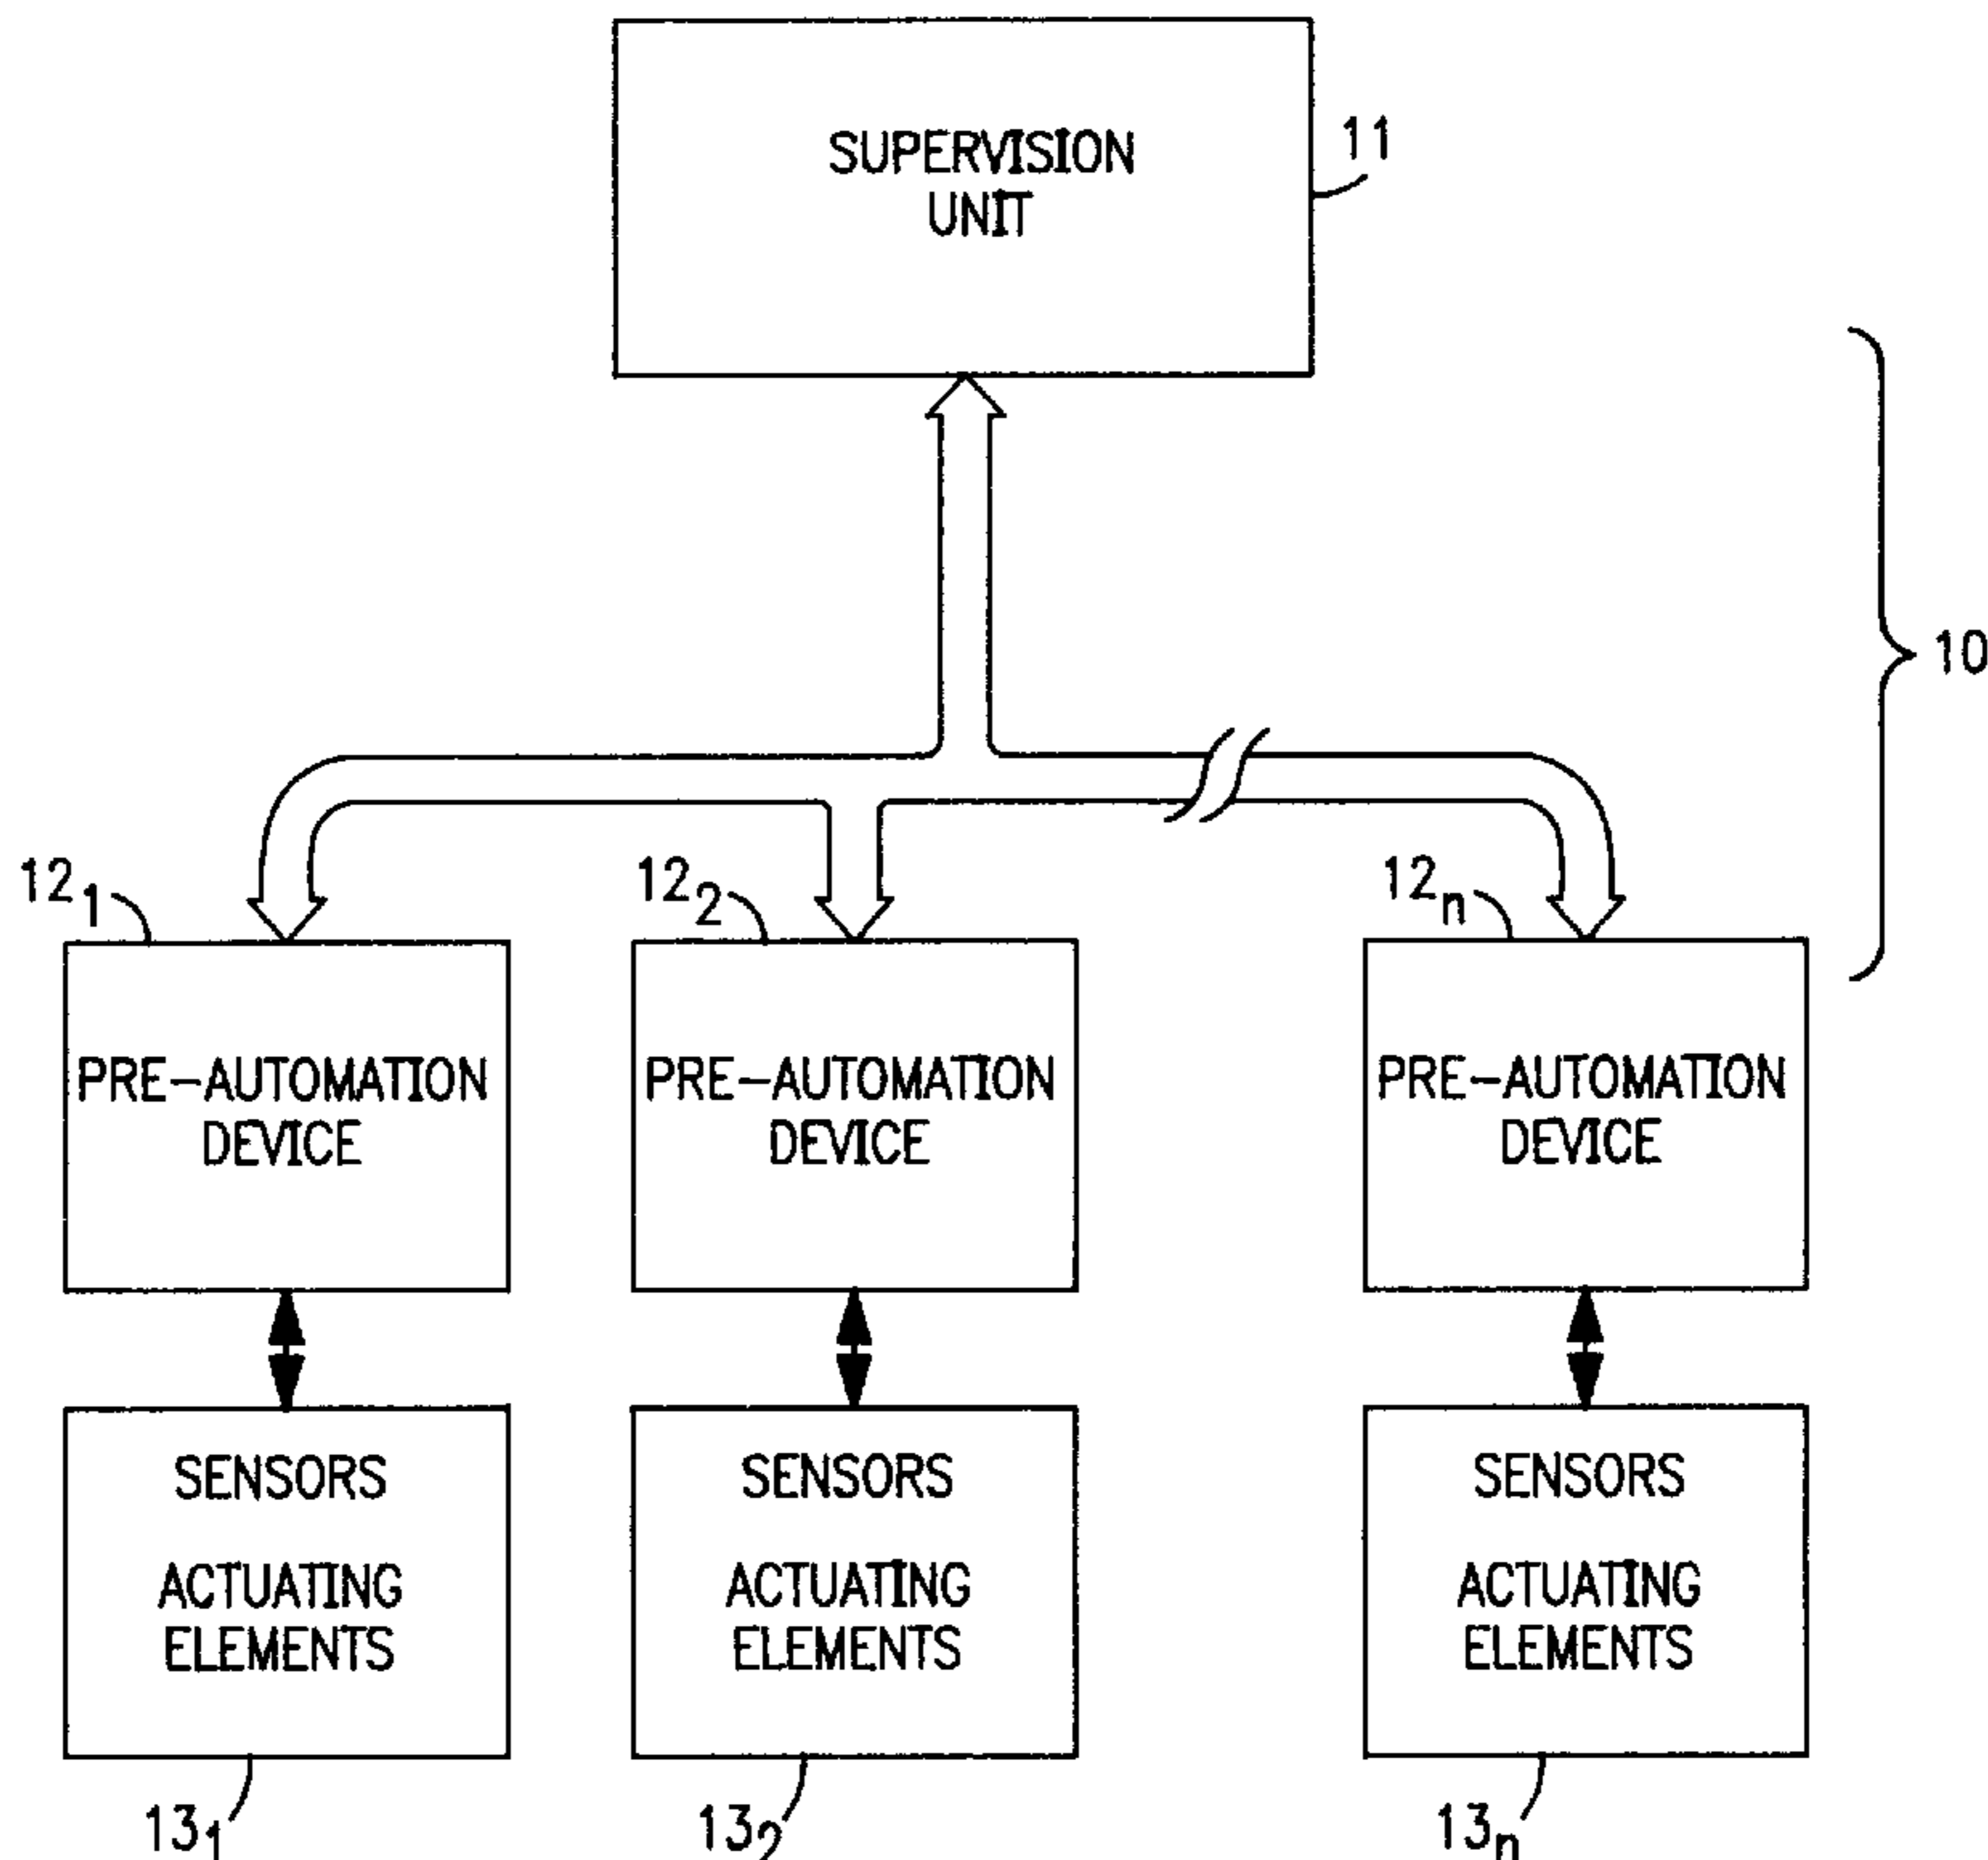 SUPERVISION
UNIT
11
10
12₁
12₂
12ₙ
PRE-AUTOMATION
DEVICE
PRE-AUTOMATION
DEVICE
PRE-AUTOMATION
DEVICE
SENSORS
ACTUATING
ELEMENTS
SENSORS
ACTUATING
ELEMENTS
SENSORS
ACTUATING
ELEMENTS
13₁
13₂
13ₙ